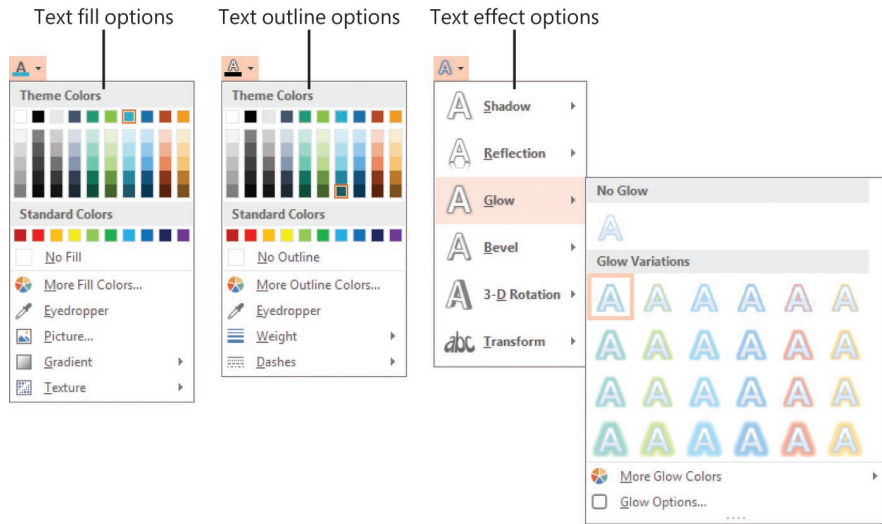 Text fill options
Text outline options
Text effect options
A
Theme Colors
Standard Colors
No Fill
More Fill Colors...
Eyedropper
Picture...
Gradient
Texture
A
Theme Colors
Standard Colors
No Outline
More Outline Colors...
Eyedropper
Weight
Dashes
A
A Shadow
A Reflection
A Glow
A Bevel
A 3-D Rotation
abc Transform
No Glow
A
Glow Variations
A A A A A A
A A A A A A
A A A A A A
A A A A A A
More Glow Colors
Glow Options...